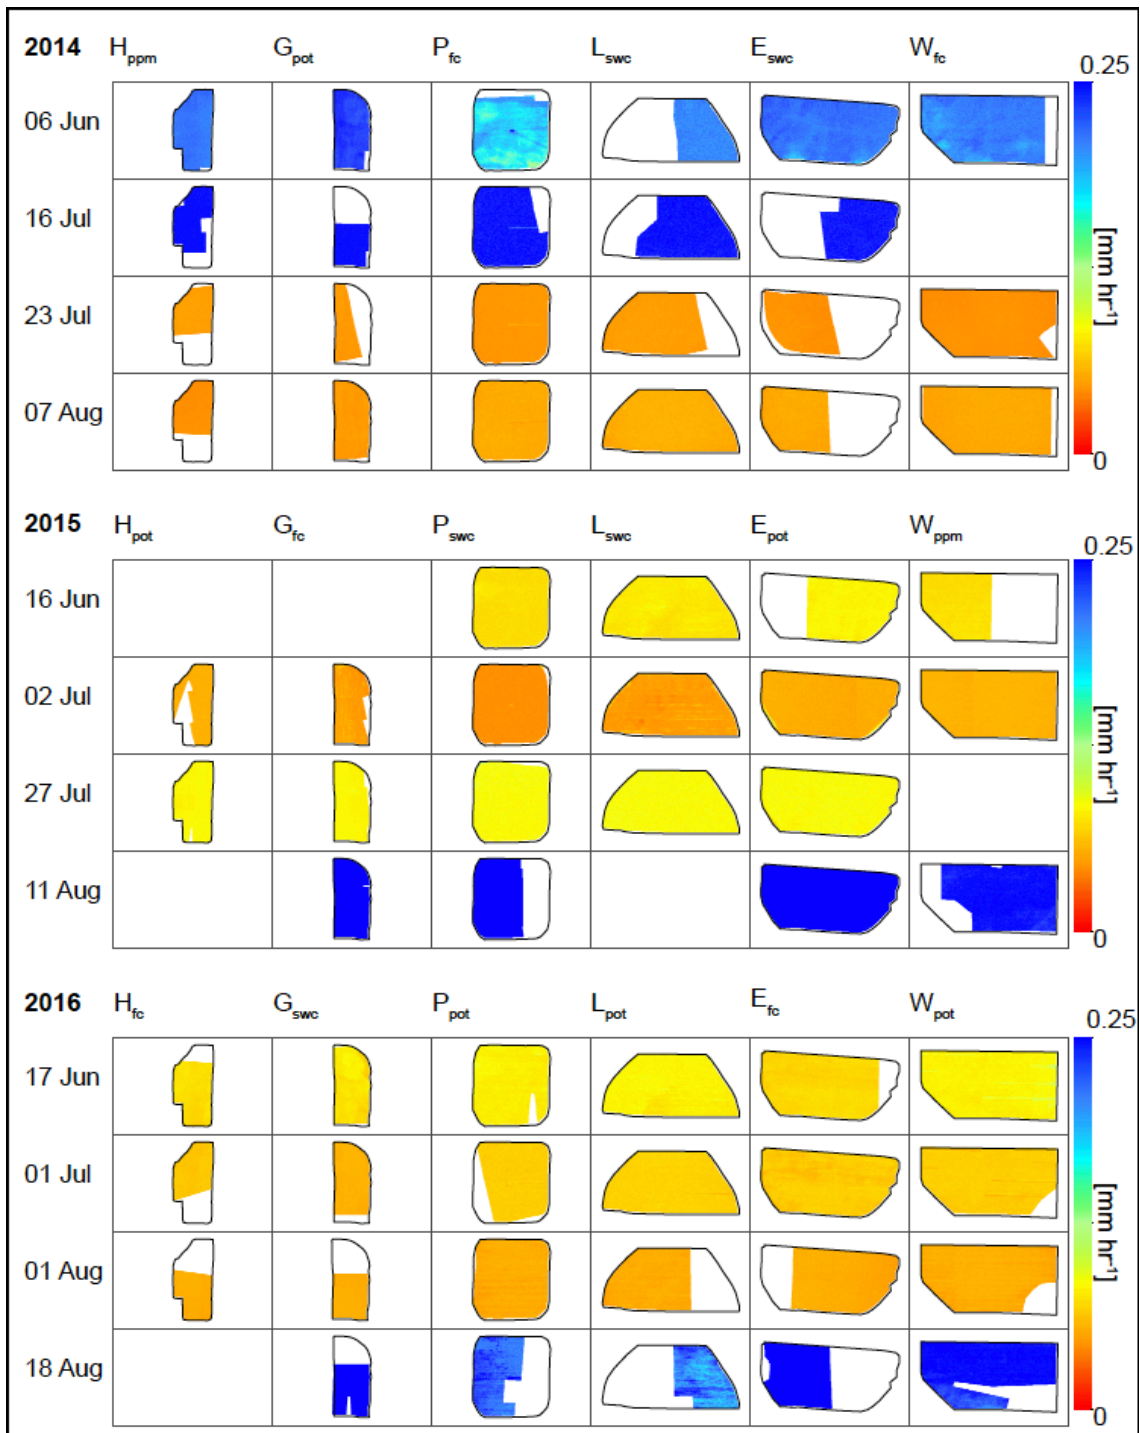 2014 Hppm Gpot Pfc Lswc Eswc Wfc
0.25
06 Jun
16 Jul
[mm hr⁻¹]
23 Jul
07 Aug
0
2015 Hpot Gfc Pswc Lswc Epot Wppm
0.25
16 Jun
02 Jul
[mm hr⁻¹]
27 Jul
11 Aug
0
2016 Hfc Gswc Ppot Lpot Efc Wpot
0.25
17 Jun
01 Jul
[mm hr⁻¹]
01 Aug
18 Aug
0